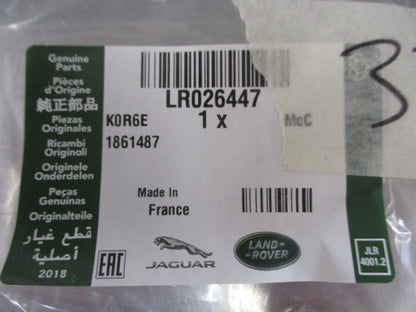 Genuine
Parts
Pièces
d'Origine
純正部品
Piezas
Originales
Ricambi
Originali
Originele
Onderdelen
Peças
Genuinas
Originalteile
قطع غيار
أصلية
2018
LR026447
K0R6E 1 x McC
1861487
Made In
France
EAC
JAGUAR
LAND-
-ROVER
JLR
4001.2
3